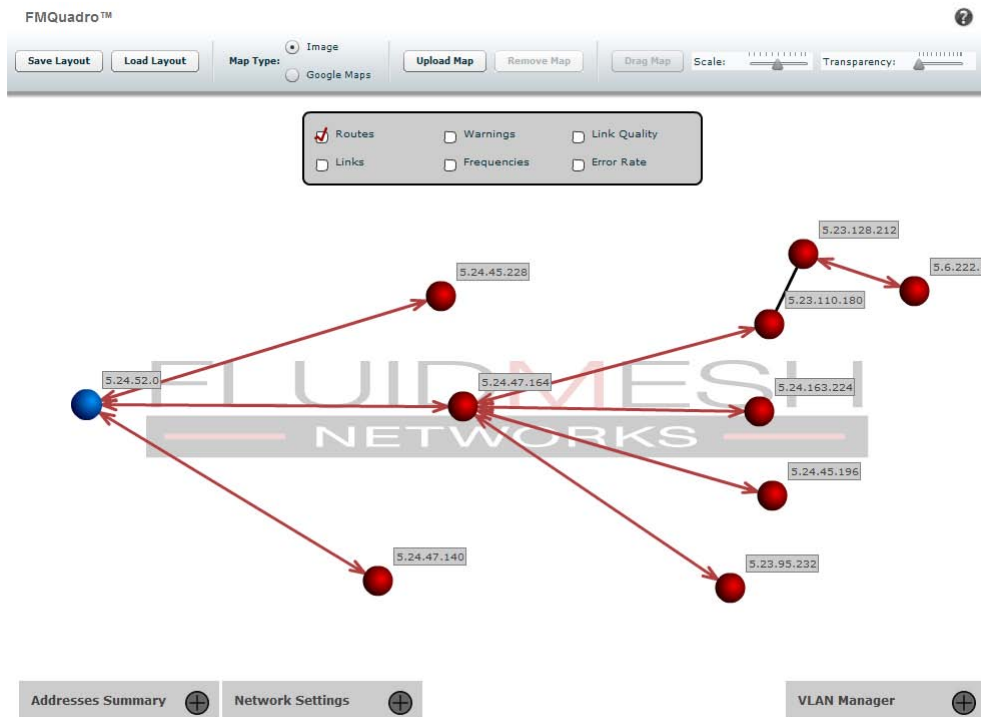 FMQuadro™
?
Save Layout
Load Layout
Map Type:
Image
Google Maps
Upload Map
Remove Map
Drag Map
Scale:
Transparency:
Routes
Warnings
Link Quality
Links
Frequencies
Error Rate
5.23.128.212
5.24.45.228
5.6.222.
5.23.110.180
5.24.52.0
5.24.47.164
5.24.163.224
FLUIDMESH
NETWORKS
5.24.45.196
5.24.47.140
5.23.95.232
Addresses Summary
Network Settings
VLAN Manager